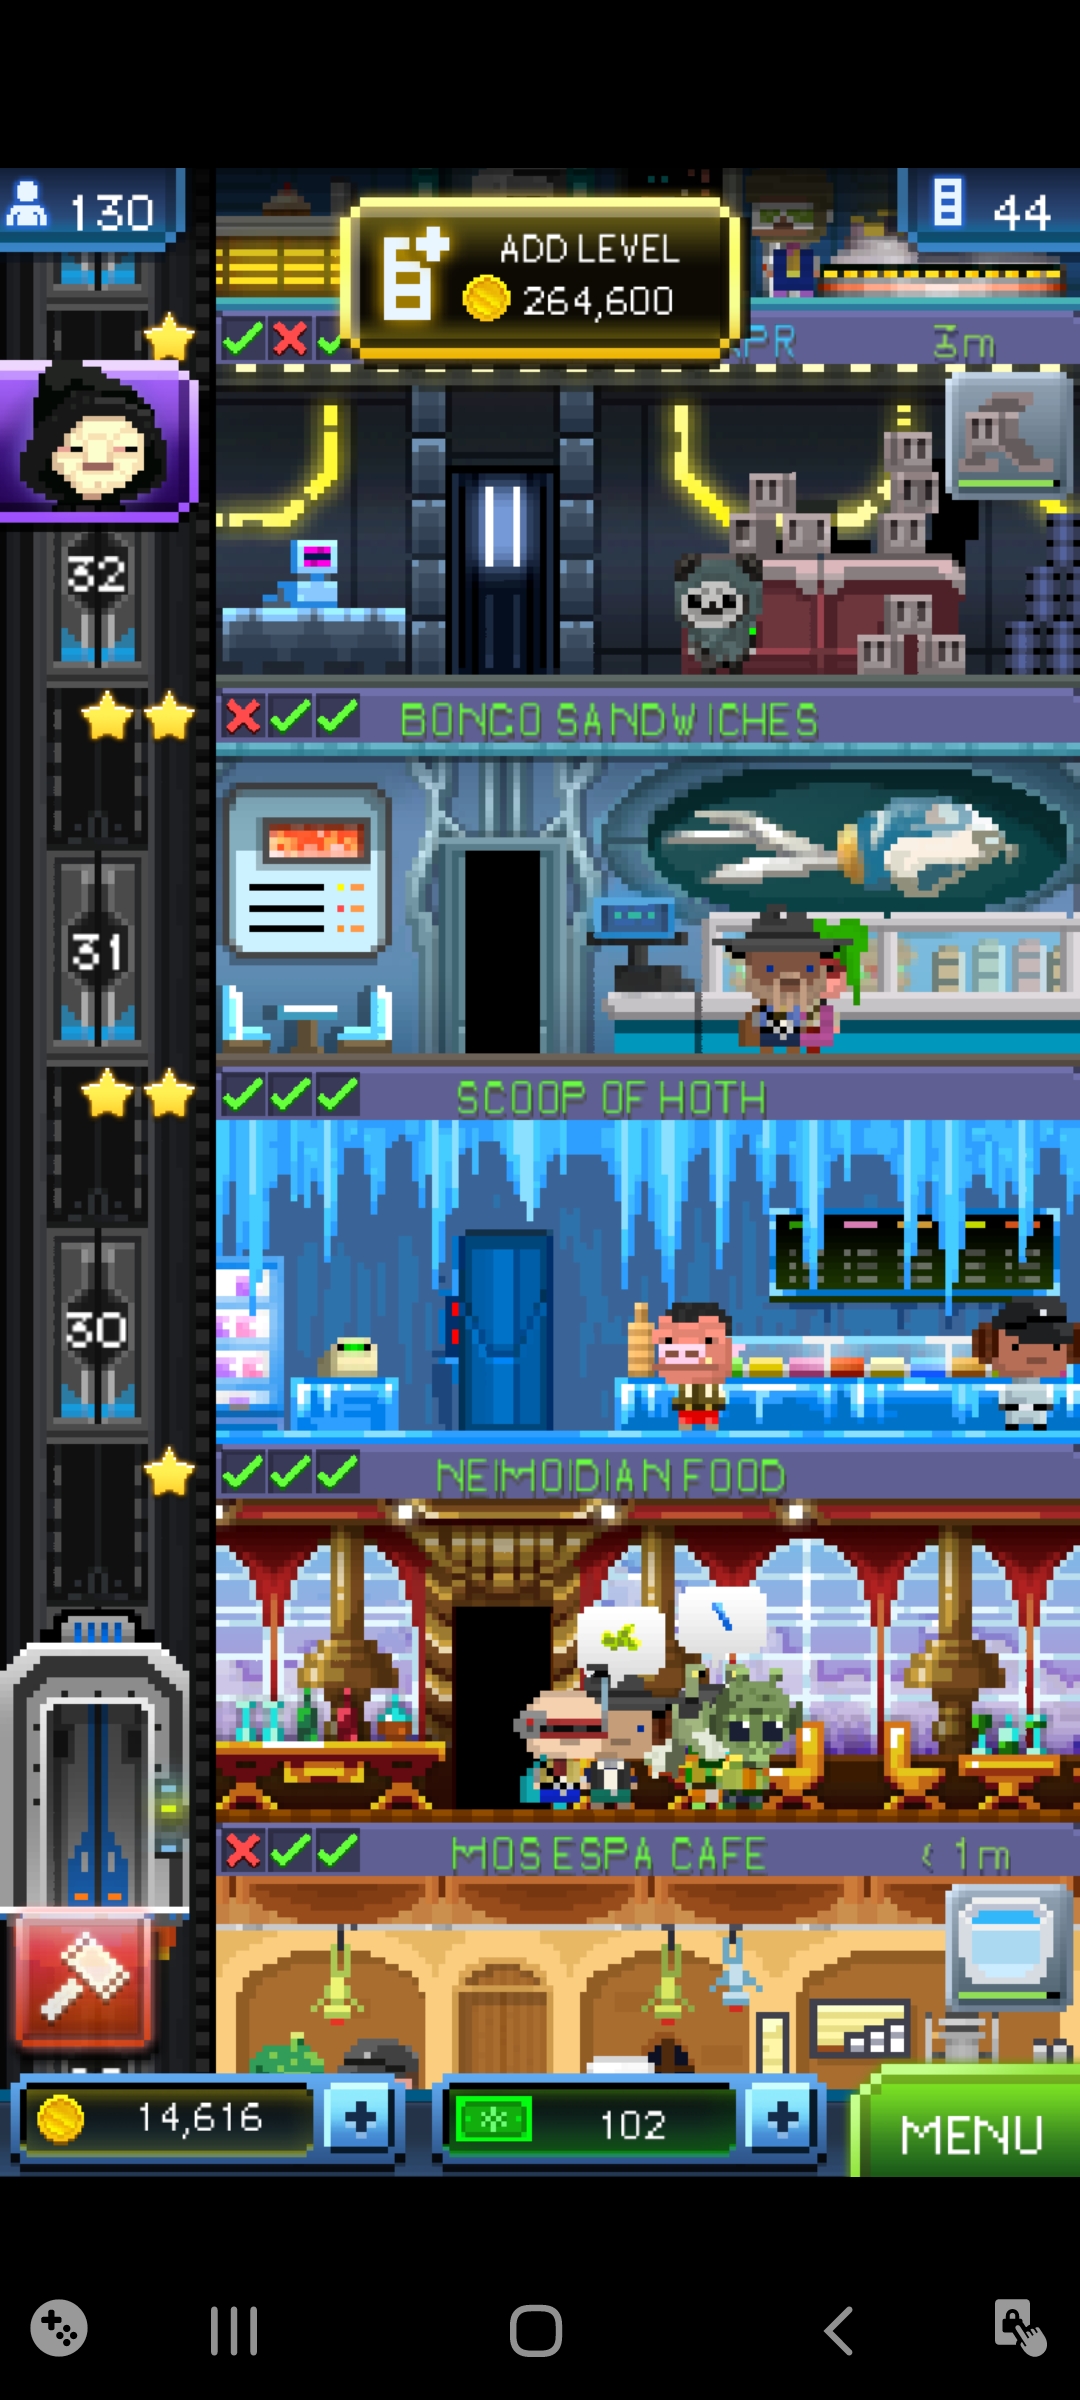 130
ADD LEVEL
264,600
44
3m
32
BONGO SANDWICHES
31
SCOOP OF HOTH
30
NEIMOIDIAN FOOD
MOS ESPA CAFE < 1m
14,616
102
MENU